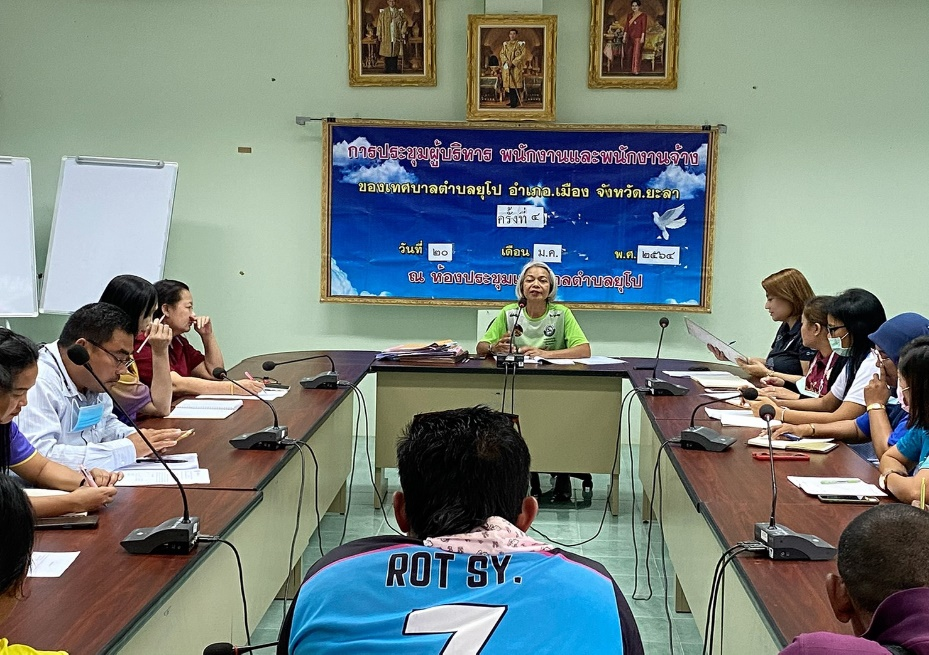 การประชุมผู้บริหาร พนักงานและพนักงานจ้าง
ของเทศบาลตำบลยุโป อำเภอ.เมือง จังหวัด.ยะลา
ครั้งที่ ๔
วันที่ ๒๐ เดือน ม.ค. พ.ศ. ๒๕๖๔
ณ ห้องประชุม บาลตำบลยุโป
ROT SY.
7